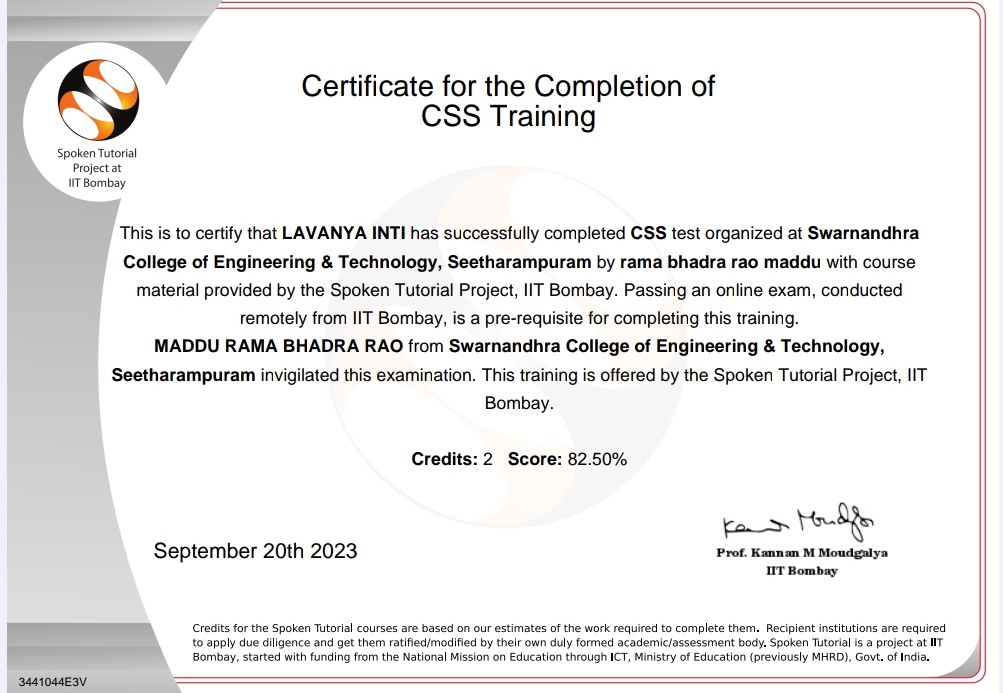 Certificate for the Completion of
CSS Training
Spoken Tutorial
Project at
IIT Bombay
This is to certify that LAVANYA INTI has successfully completed CSS test organized at Swarnandhra
College of Engineering & Technology, Seetharampuram by rama bhadra rao maddu with course
material provided by the Spoken Tutorial Project, IIT Bombay. Passing an online exam, conducted
remotely from IIT Bombay, is a pre-requisite for completing this training.
MADDU RAMA BHADRA RAO from Swarnandhra College of Engineering & Technology,
Seetharampuram invigilated this examination. This training is offered by the Spoken Tutorial Project, IIT
Bombay.
Credits: 2 Score: 82.50%
September 20th 2023
Prof. Kannan M Moudgalya
IIT Bombay
Credits for the Spoken Tutorial courses are based on our estimates of the work required to complete them. Recipient institutions are required
to apply due diligence and get them ratified/modified by their own duly formed academic/assessment body. Spoken Tutorial is a project at IIT
Bombay, started with funding from the National Mission on Education through ICT, Ministry of Education (previously MHRD), Govt. of India.
3441044E3V